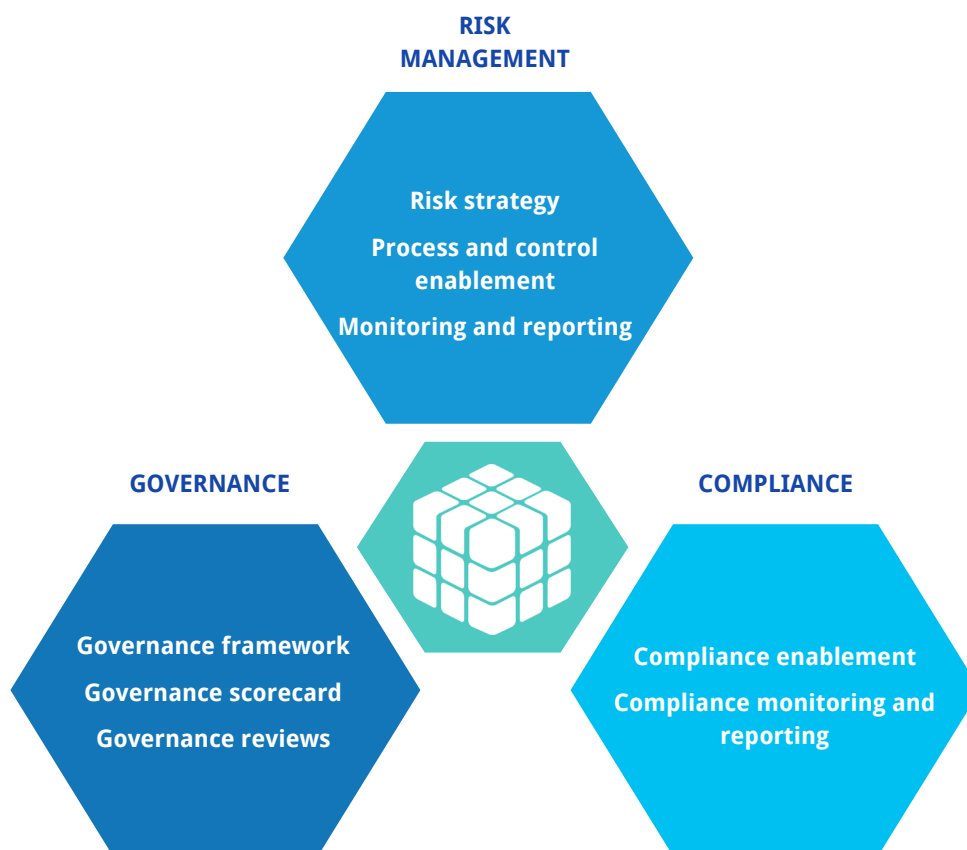 RISK
MANAGEMENT
Risk strategy
Process and control
enablement
Monitoring and reporting
GOVERNANCE
Governance framework
Governance scorecard
Governance reviews
COMPLIANCE
Compliance enablement
Compliance monitoring and
reporting